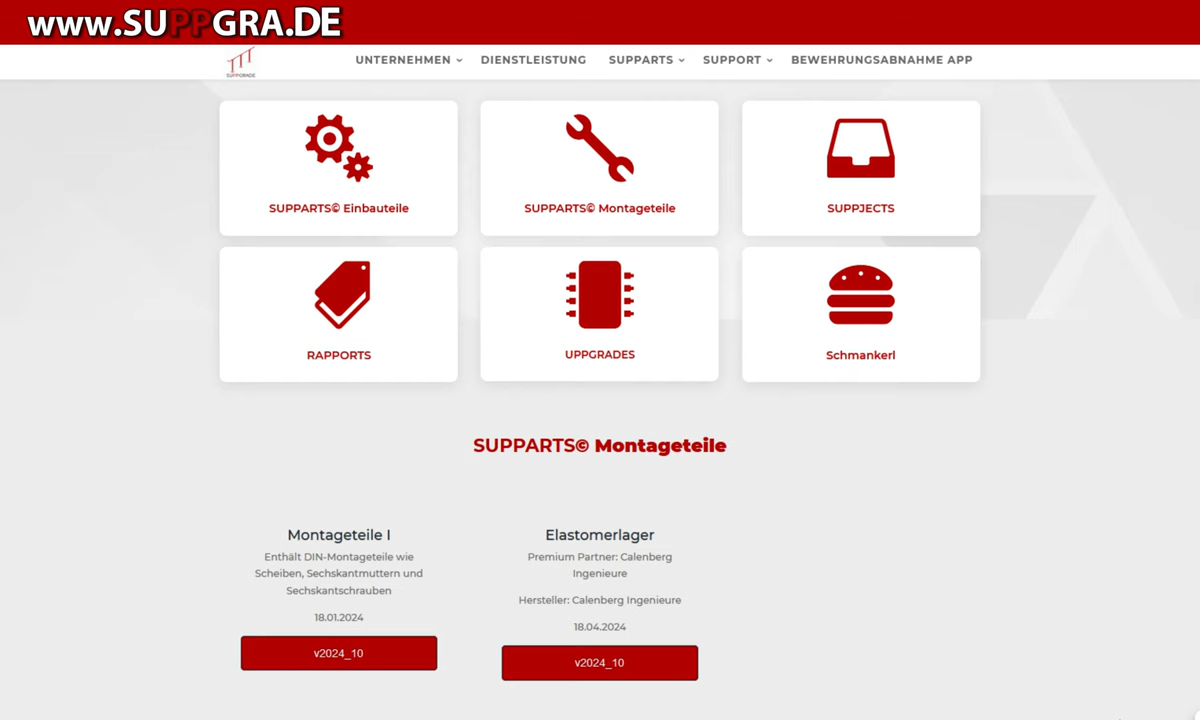 www.SUPPGRA.DE
SUPPGRADE
UNTERNEHMEN DIENSTLEISTUNG SUPPARTS SUPPORT BEWEHRUNGSABNAHME APP
SUPPARTS© Einbauteile
SUPPARTS© Montageteile
SUPPJECTS
RAPPORTS
UPPGRADES
Schmankerl
SUPPARTS© Montageteile
Montageteile I
Enthält DIN-Montageteile wie
Scheiben, Sechskantmuttern und
Sechskantschrauben
18.01.2024
v2024_10
Elastomerlager
Premium Partner: Calenberg
Ingenieure
Hersteller: Calenberg Ingenieure
18.04.2024
v2024_10